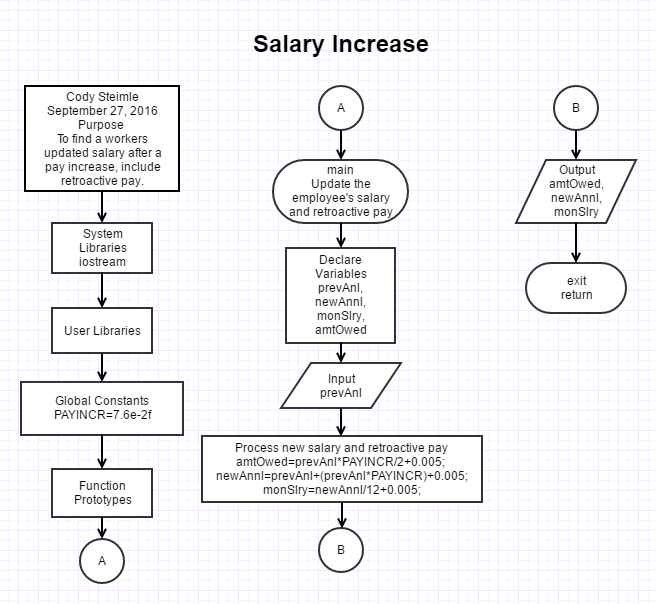 Salary Increase
Cody Steimle
September 27, 2016
Purpose
To find a workers
updated salary after a
pay increase, include
retroactive pay.
System
Libraries
iostream
User Libraries
Global Constants
PAYINCR=7.6e-2f
Function
Prototypes
A
A
main
Update the
employee's salary
and retroactive pay
Declare
Variables
prevAnl,
newAnnl,
monSlry,
amtOwed
Input
prevAnl
Process new salary and retroactive pay
amtOwed=prevAnl*PAYINCR/2+0.005;
newAnnl=prevAnl+(prevAnl*PAYINCR)+0.005;
monSlry=newAnnl/12+0.005;
B
B
Output
amtOwed,
newAnnl,
monSlry
exit
return